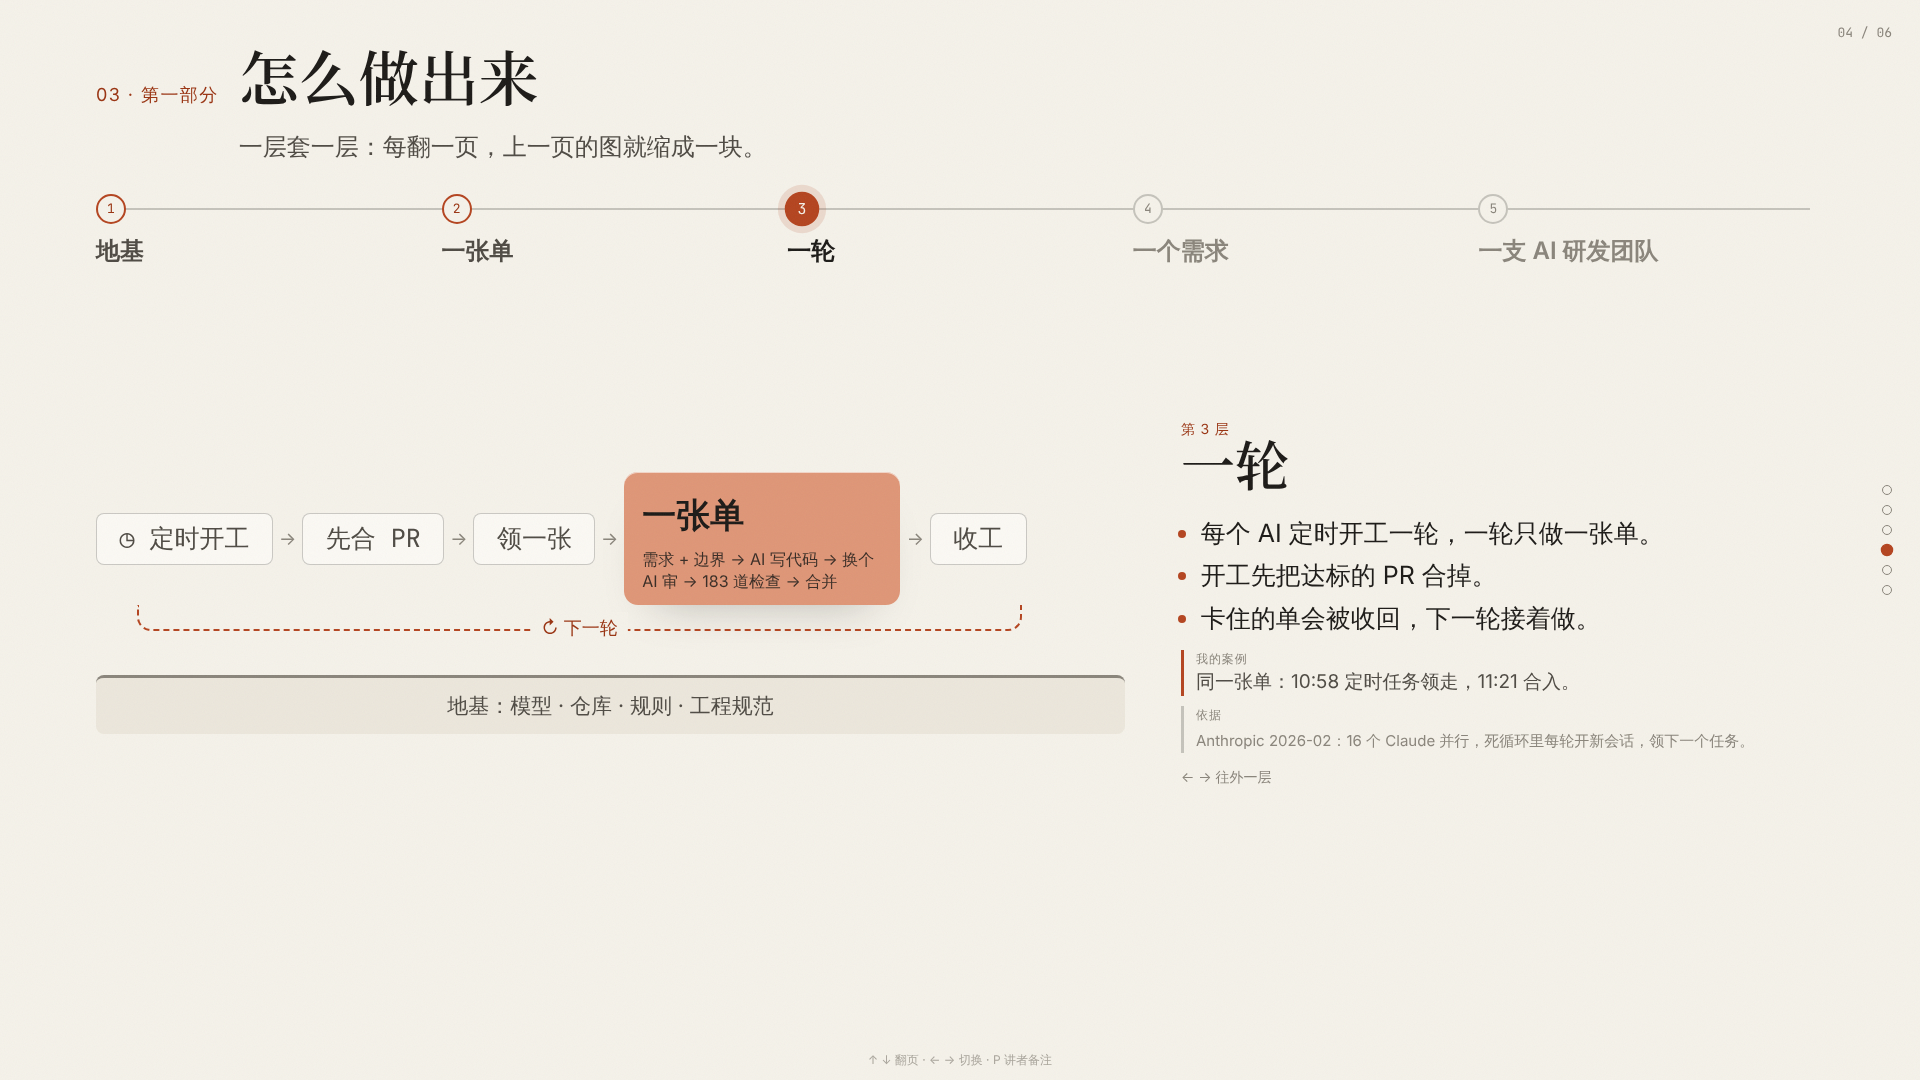 04 / 06
03 · 第一部分
怎么做出来
一层套一层：每翻一页，上一页的图就缩成一块。
1
2
3
4
5
地基
一张单
一轮
一个需求
一支 AI 研发团队
◷ 定时开工
→
先合 PR
→
领一张
→
一张单
需求 + 边界 → AI 写代码 → 换个
AI 审 → 183 道检查 → 合并
→
收工
↻ 下一轮
地基：模型 · 仓库 · 规则 · 工程规范
第 3 层
一轮
• 每个 AI 定时开工一轮，一轮只做一张单。
• 开工先把达标的 PR 合掉。
• 卡住的单会被收回，下一轮接着做。
我的案例
同一张单：10:58 定时任务领走，11:21 合入。
依据
Anthropic 2026-02：16 个 Claude 并行，死循环里每轮开新会话，领下一个任务。
← → 往外一层
↑ ↓ 翻页 · ← → 切换 · P 讲者备注